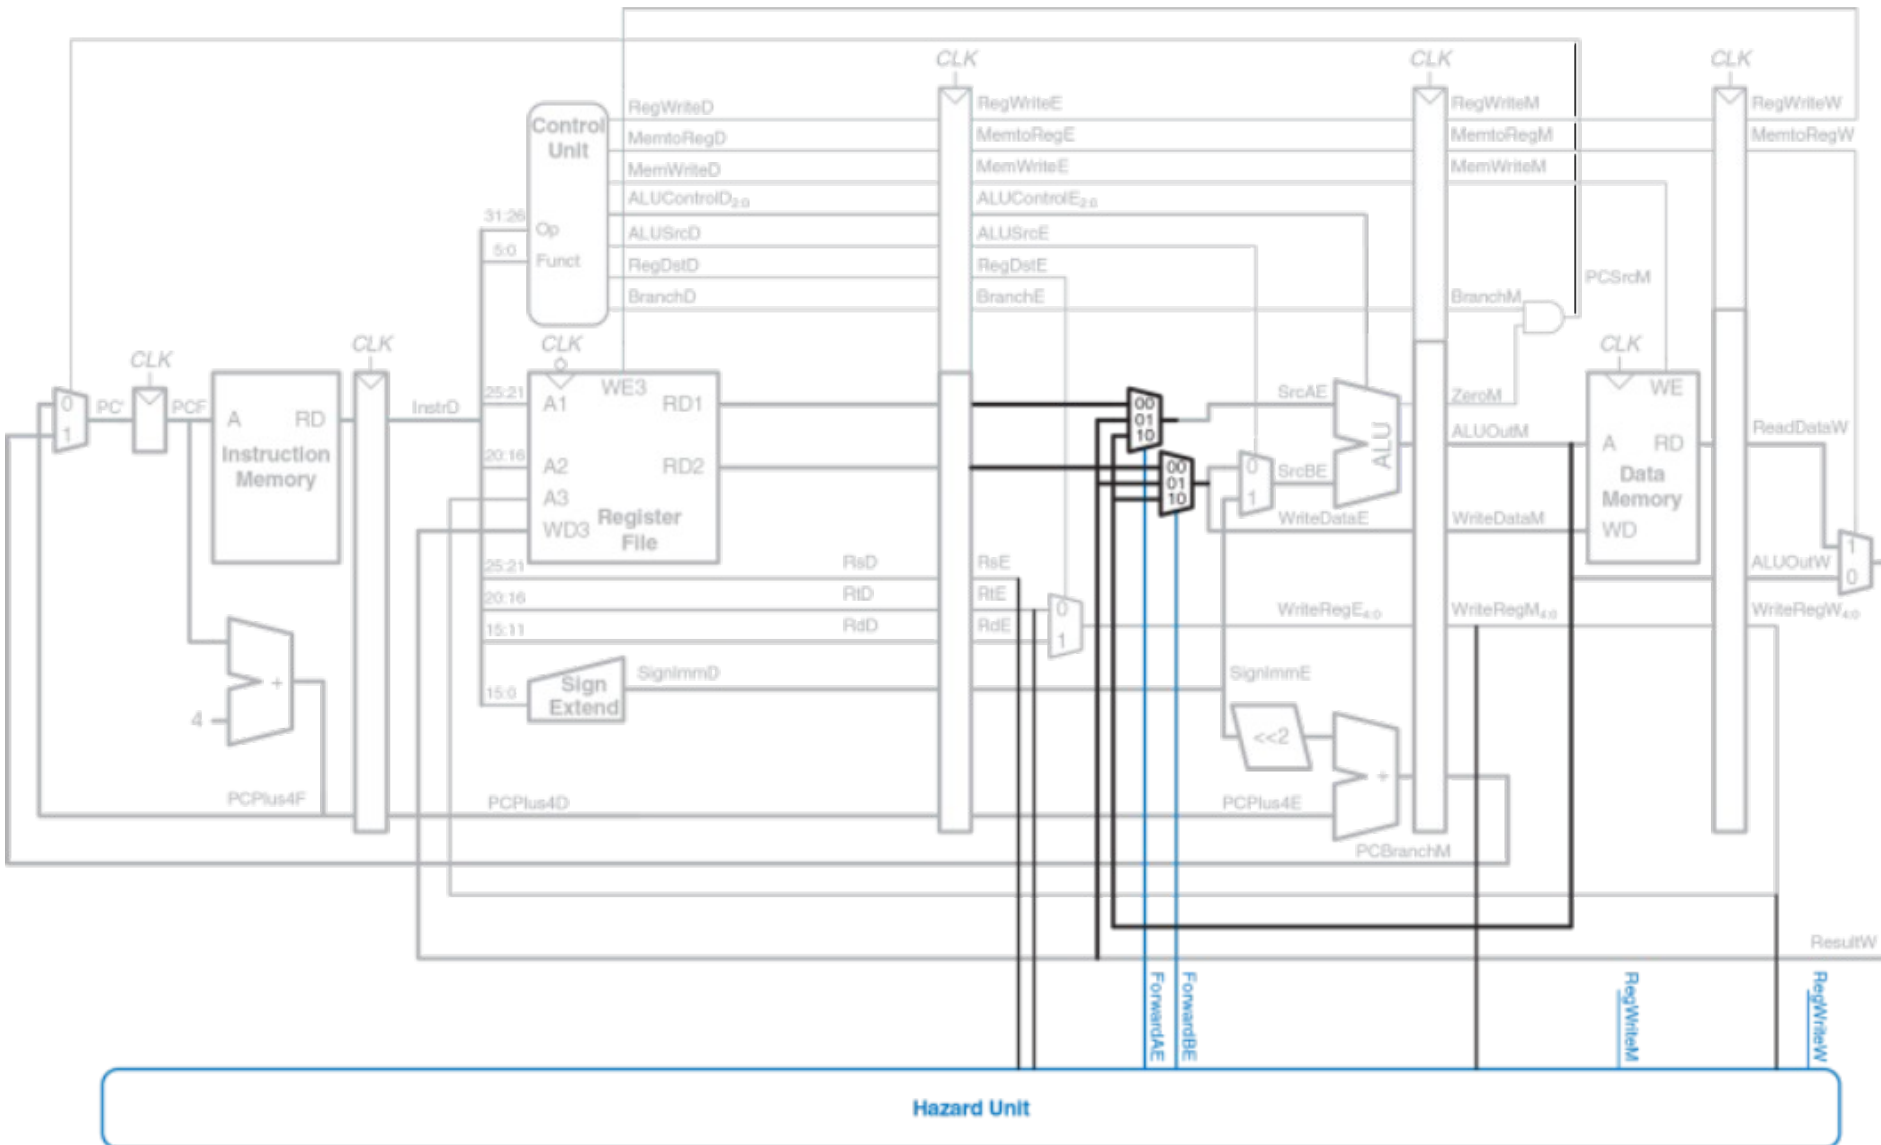 CLK
CLK
CLK
RegWriteD
RegWriteE
RegWriteM
RegWriteW
Control
Unit
MemtoRegD
MemtoRegE
MemtoRegM
MemtoRegW
MemWriteD
MemWriteE
MemWriteM
ALUControlD2:0
ALUControlE2:0
31:26
Op
ALUSrcD
ALUSrcE
5:0
Funct
RegDstD
RegDstE
PCSrcM
BranchD
BranchE
BranchM
CLK
CLK
CLK
CLK
0
1
PC'
PCF
A
RD
Instruction
Memory
InstrD
25:21
A1
WE3
RD1
20:16
A2
RD2
A3
WD3
Register
File
00
01
10
00
01
10
SrcAE
0
1
SrcBE
ALU
ZeroM
ALUOutM
WE
A
RD
Data
Memory
WD
ReadDataW
WriteDataE
WriteDataM
1
0
ALUOutW
25:21
RsD
RsE
20:16
RtD
RtE
0
1
WriteRegE4:0
WriteRegM4:0
WriteRegW4:0
15:11
RdD
RdE
15:0
Sign
Extend
SignImmD
SignImmE
+
4
<<2
+
PCPlus4F
PCPlus4D
PCPlus4E
PCBranchM
ResultW
ForwardAE
ForwardBE
RegWriteM
RegWriteW
Hazard Unit